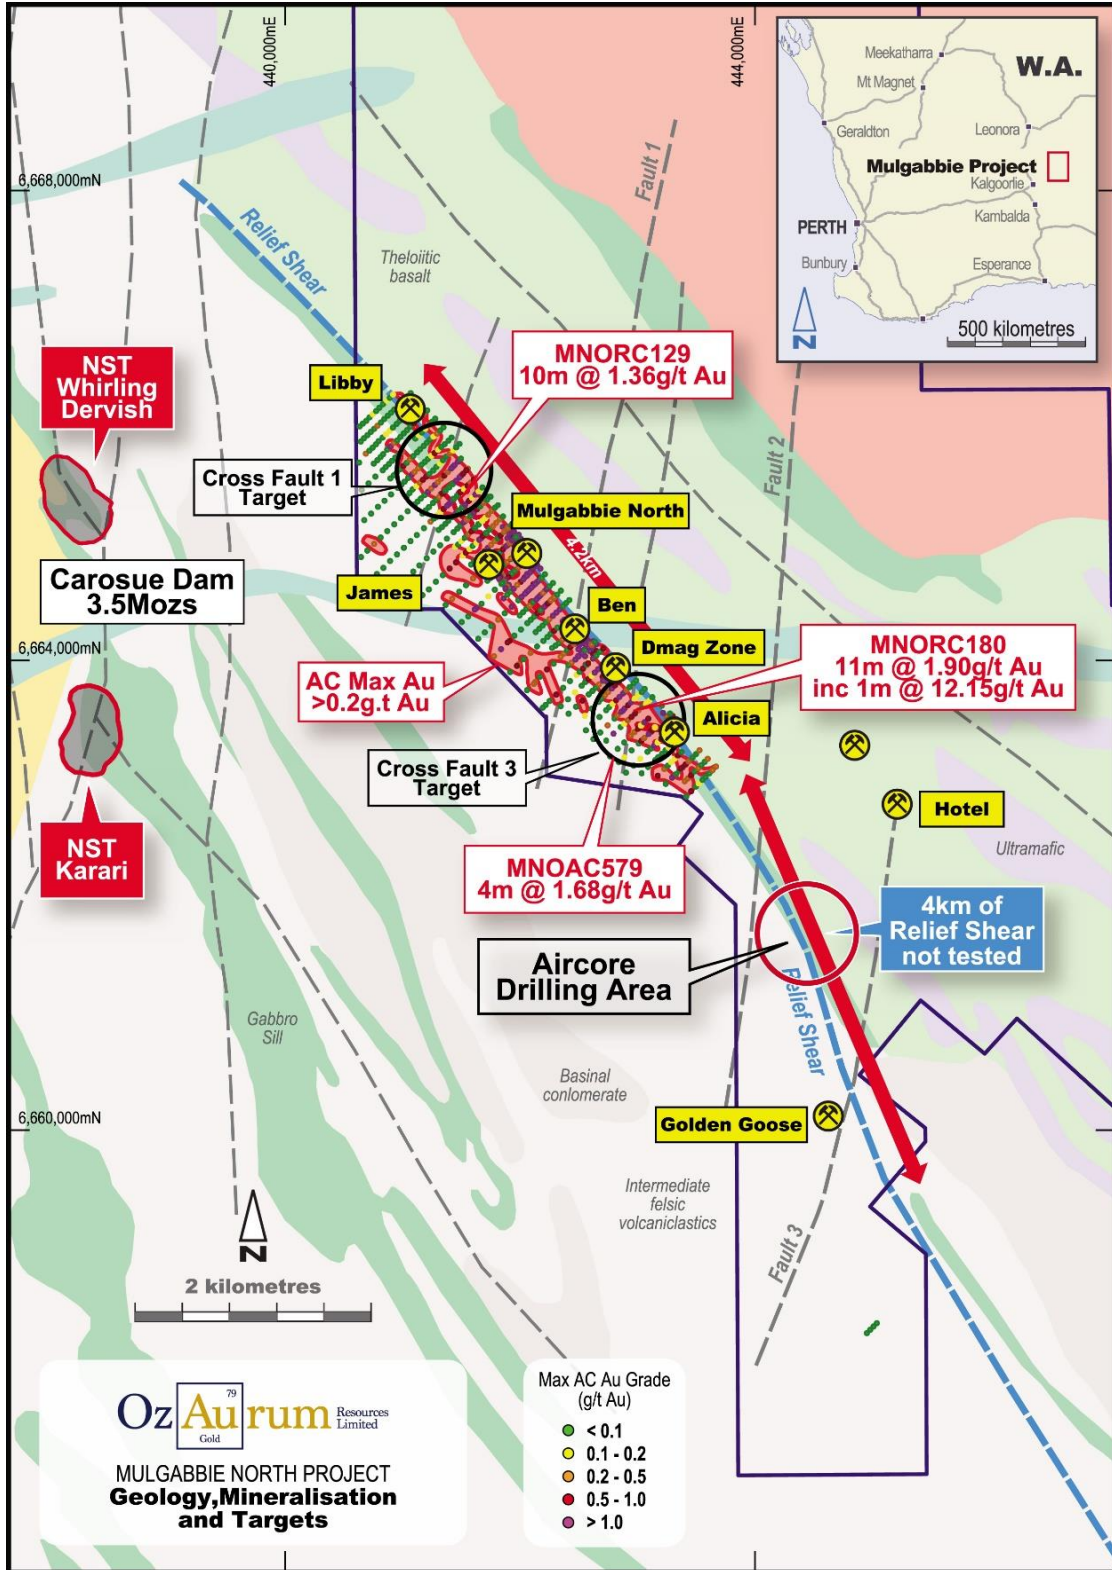 440,000mE
444,000mE
6,668,000mN
6,664,000mN
6,660,000mN
W.A.
Meekatharra
Mt Magnet
Geraldton
Leonora
Mulgabbie Project
Kalgoorlie
Kambalda
PERTH
Bunbury
Esperance
N
500 kilometres
Fault 1
Relief Shear
Theloiitic
basalt
NST
Whirling
Dervish
Libby
MNORC129
10m @ 1.36g/t Au
Fault 2
Cross Fault 1
Target
Mulgabbie North
4.2km
Carosue Dam
3.5Mozs
James
Ben
Dmag Zone
MNORC180
11m @ 1.90g/t Au
inc 1m @ 12.15g/t Au
AC Max Au
>0.2g.t Au
Alicia
Cross Fault 3
Target
Hotel
NST
Karari
MNOAC579
4m @ 1.68g/t Au
Ultramafic
4km of
Relief Shear
not tested
Aircore
Drilling Area
Relief Shear
Gabbro
Sill
Basinal
conlomerate
Golden Goose
Intermediate
felsic
volcaniclastics
Fault 3
N
2 kilometres
Oz Au rum Resources
Limited
79
Gold
MULGABBIE NORTH PROJECT
Geology,Mineralisation
and Targets
Max AC Au Grade
(g/t Au)
< 0.1
0.1 - 0.2
0.2 - 0.5
0.5 - 1.0
> 1.0